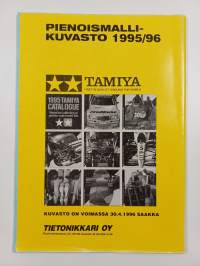 PIENOISMALLI-
KUVASTO 1995/96
TAMIYA
1995 TAMIYA
CATALOGUE
KUVASTO ON VOIMASSA 30.4.1996 SAAKKA
TIETONIKKARI OY